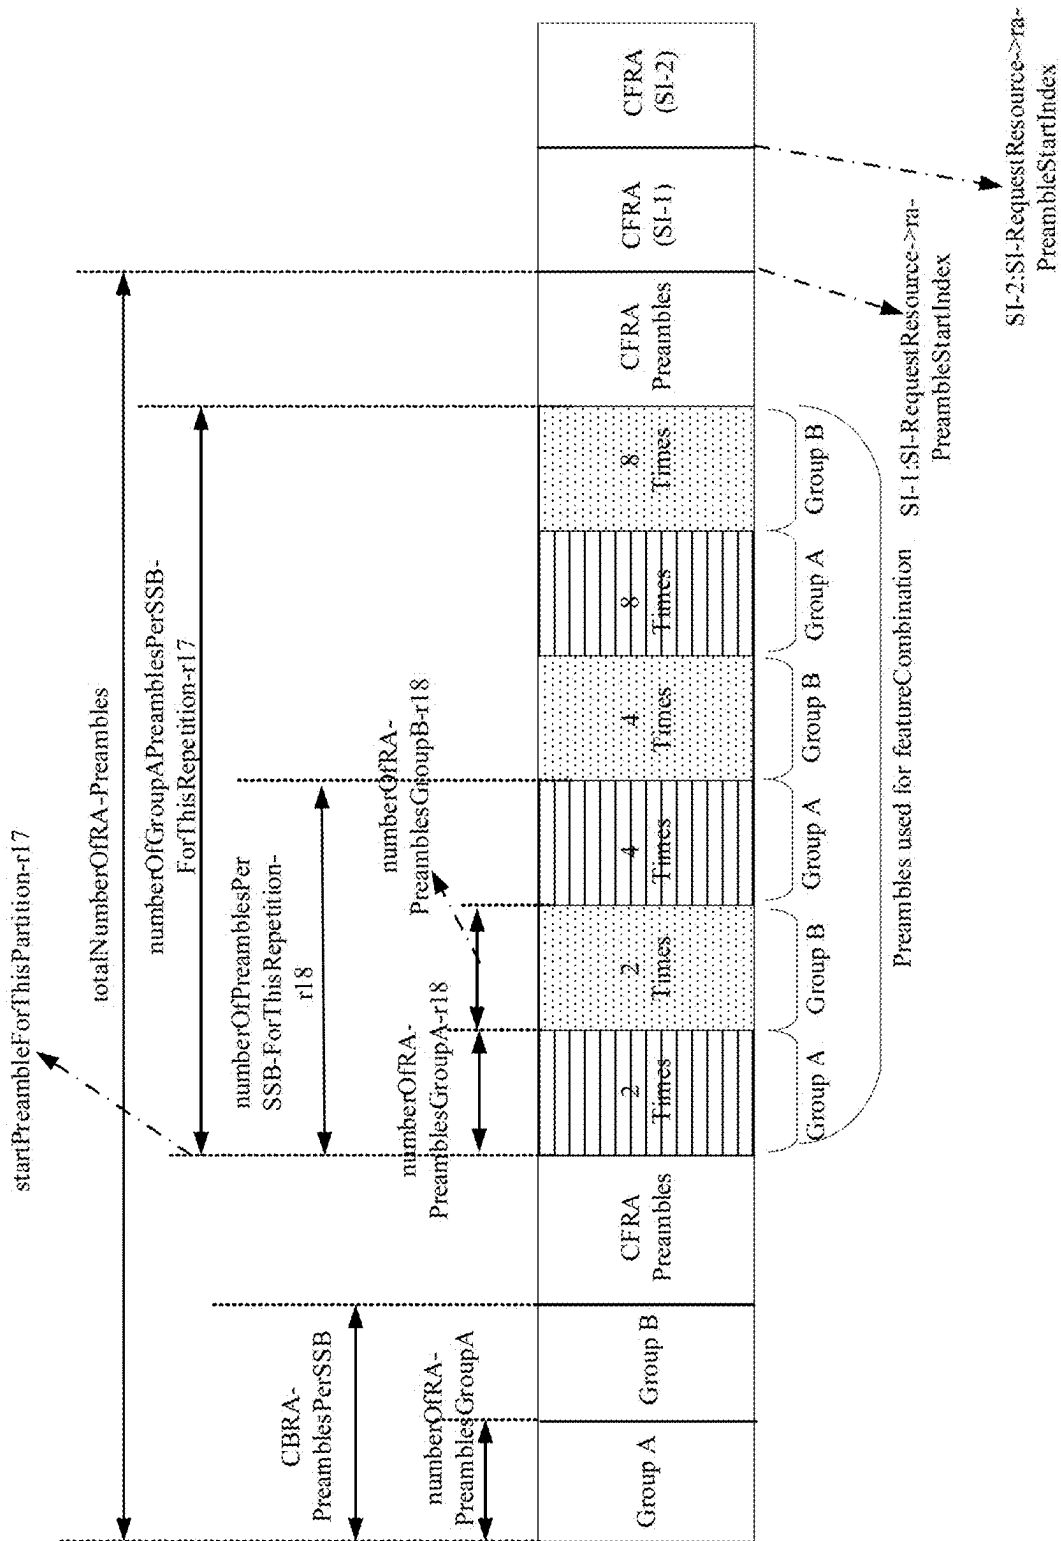 startPreambleForThisPartition-r17
totalNumberOfRA-Preambles
numberOfGroupAPreamblesPerSSB-
ForThisRepetition-r17
numberOfPreamblesPer
SSB-ForThisRepetition-
r18
numberOfRA-
PreamblesGroupB-r18
numberOfRA-
PreamblesGroupA-r18
CBRA-
PreamblesPerSSB
numberOfRA-
PreamblesGroupA
Group A
Group B
CFRA
Preambles
2
Times
2
Times
4
Times
4
Times
8
Times
8
Times
CFRA
Preambles
CFRA
(SI-1)
CFRA
(SI-2)
Group A
Group B
Group A
Group B
Group A
Group B
Preambles used for featureCombination
SI-1:SI-RequestResource->ra-
PreambleStartIndex
SI-2:SI-RequestResource->ra-
PreambleStartIndex